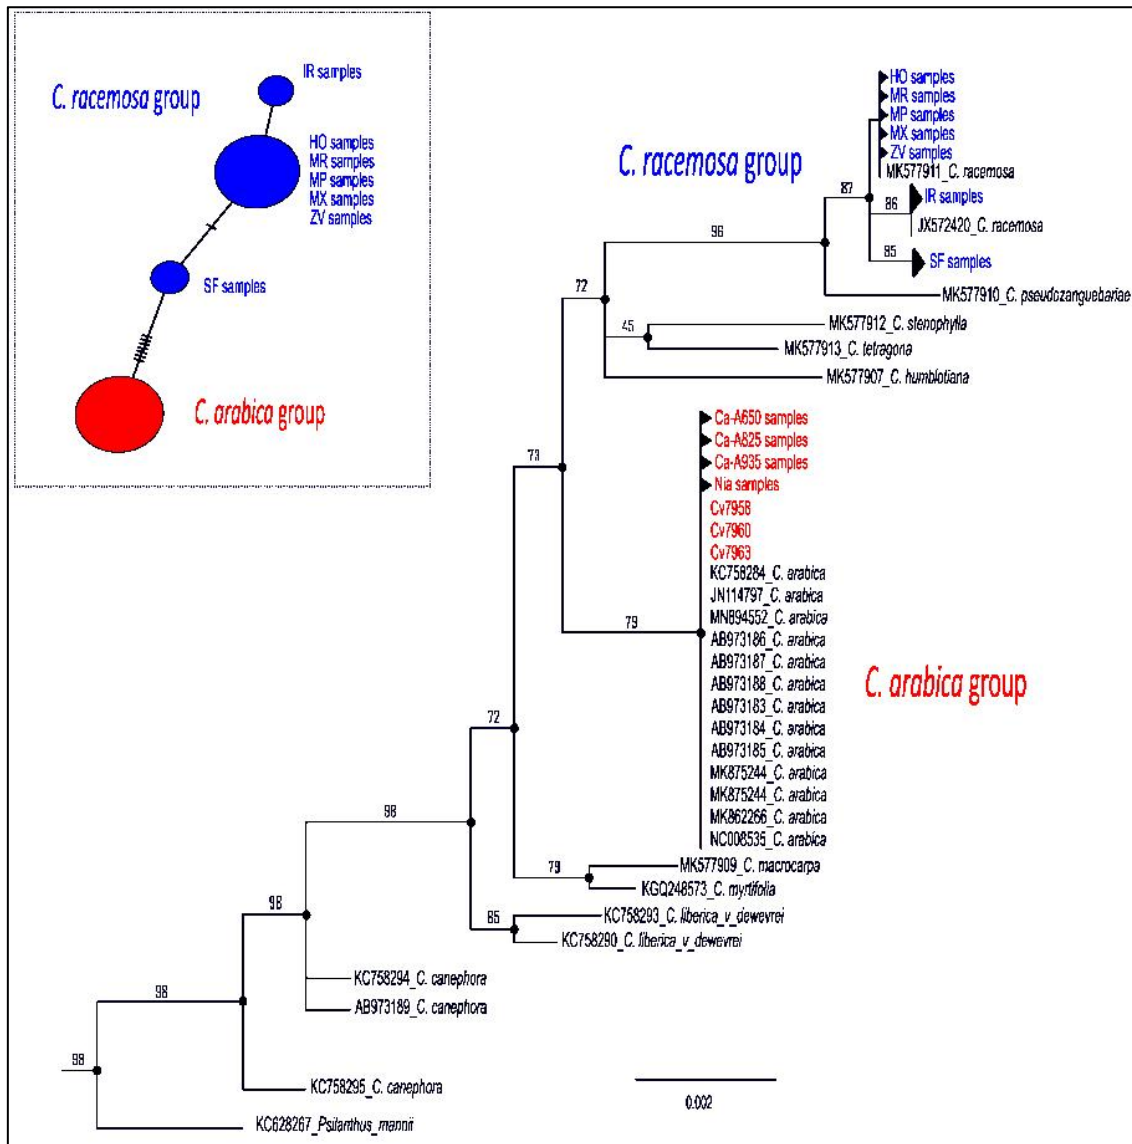 IR samples
C. racemosa group
HO samples
MR samples
MP samples
MX samples
ZV samples
SF samples
C. arabica group
HO samples
MR samples
MP samples
MX samples
ZV samples
MK577911_C. racemosa
C. racemosa group
87
IR samples
86
JX572420_C. racemosa
96
85
SF samples
MK577910_C. pseudozanguebariae
72
MK577912_C. stenophylla
45
MK577913_C. tetragona
MK577907_C. humblotiana
Ca-A650 samples
Ca-A825 samples
73
Ca-A935 samples
Nia samples
Cv7958
Cv7960
Cv7963
KC758284_C. arabica
JN114797_C. arabica
MN894552_C. arabica
79
AB973186_C. arabica
AB973187_C. arabica
AB973188_C. arabica
C. arabica group
AB973183_C. arabica
72
AB973184_C. arabica
AB973185_C. arabica
MK875244_C. arabica
MK875244_C. arabica
98
MK862266_C. arabica
NC008535_C. arabica
MK577909_C. macrocarpa
79
KGQ248573_C. myrtifolia
98
KC758293_C. liberica_v_dewevrei
85
KC758290_C. liberica_v_dewevrei
KC758294_C. canephora
98
AB973189_C. canephora
98
KC758295_C. canephora
0.002
KC628267_Psilanthus_mannii